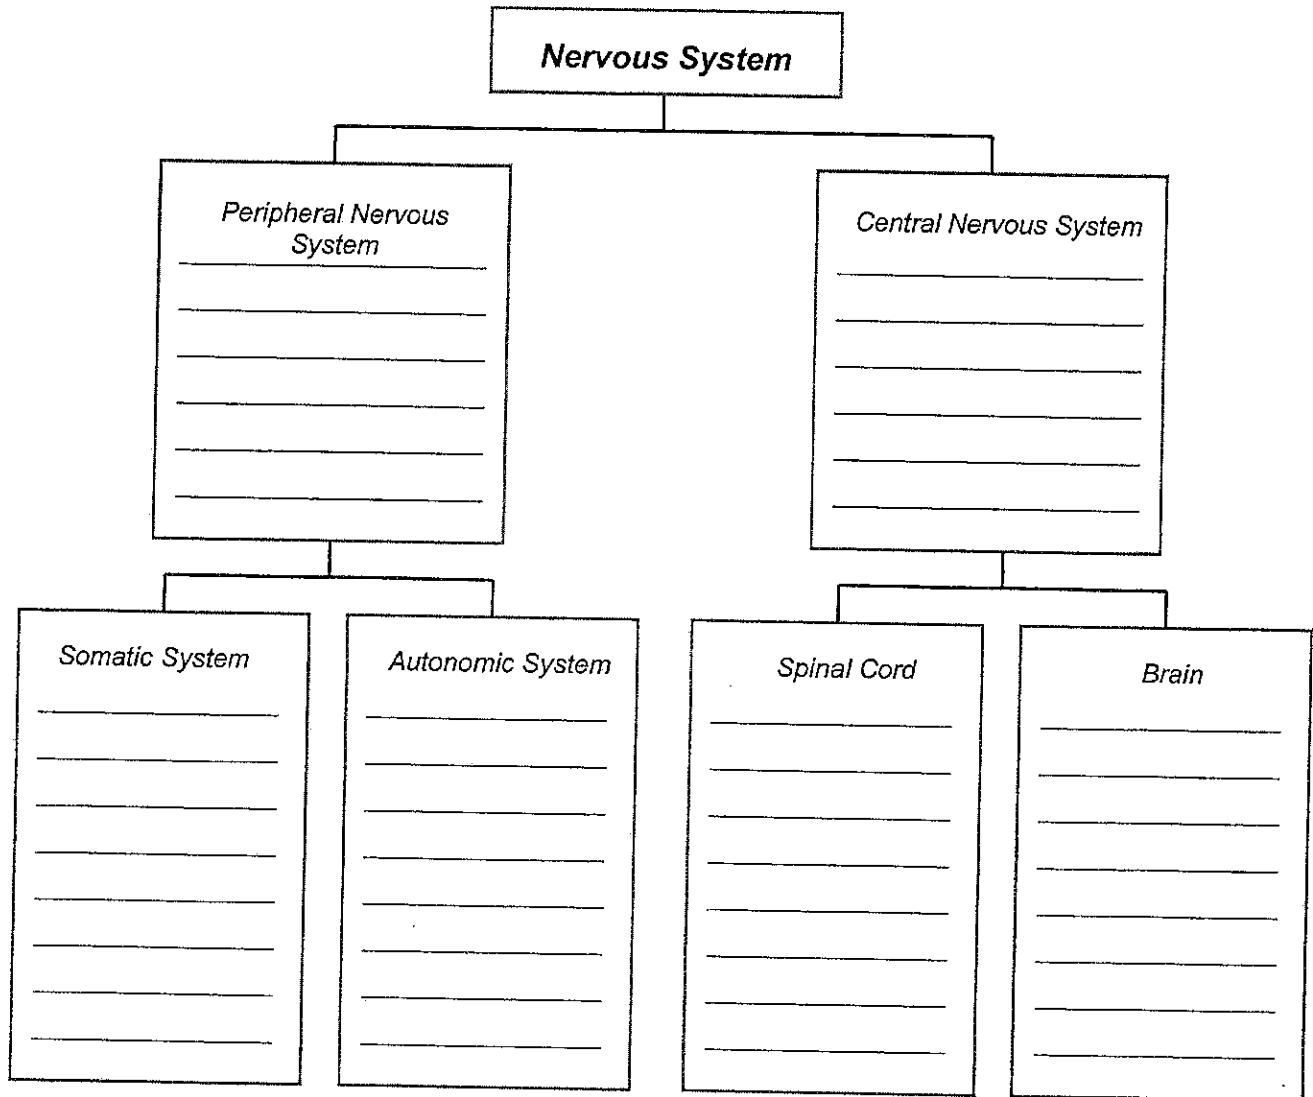 Nervous System
Peripheral Nervous
System
Central Nervous System
Somatic System
Autonomic System
Spinal Cord
Brain